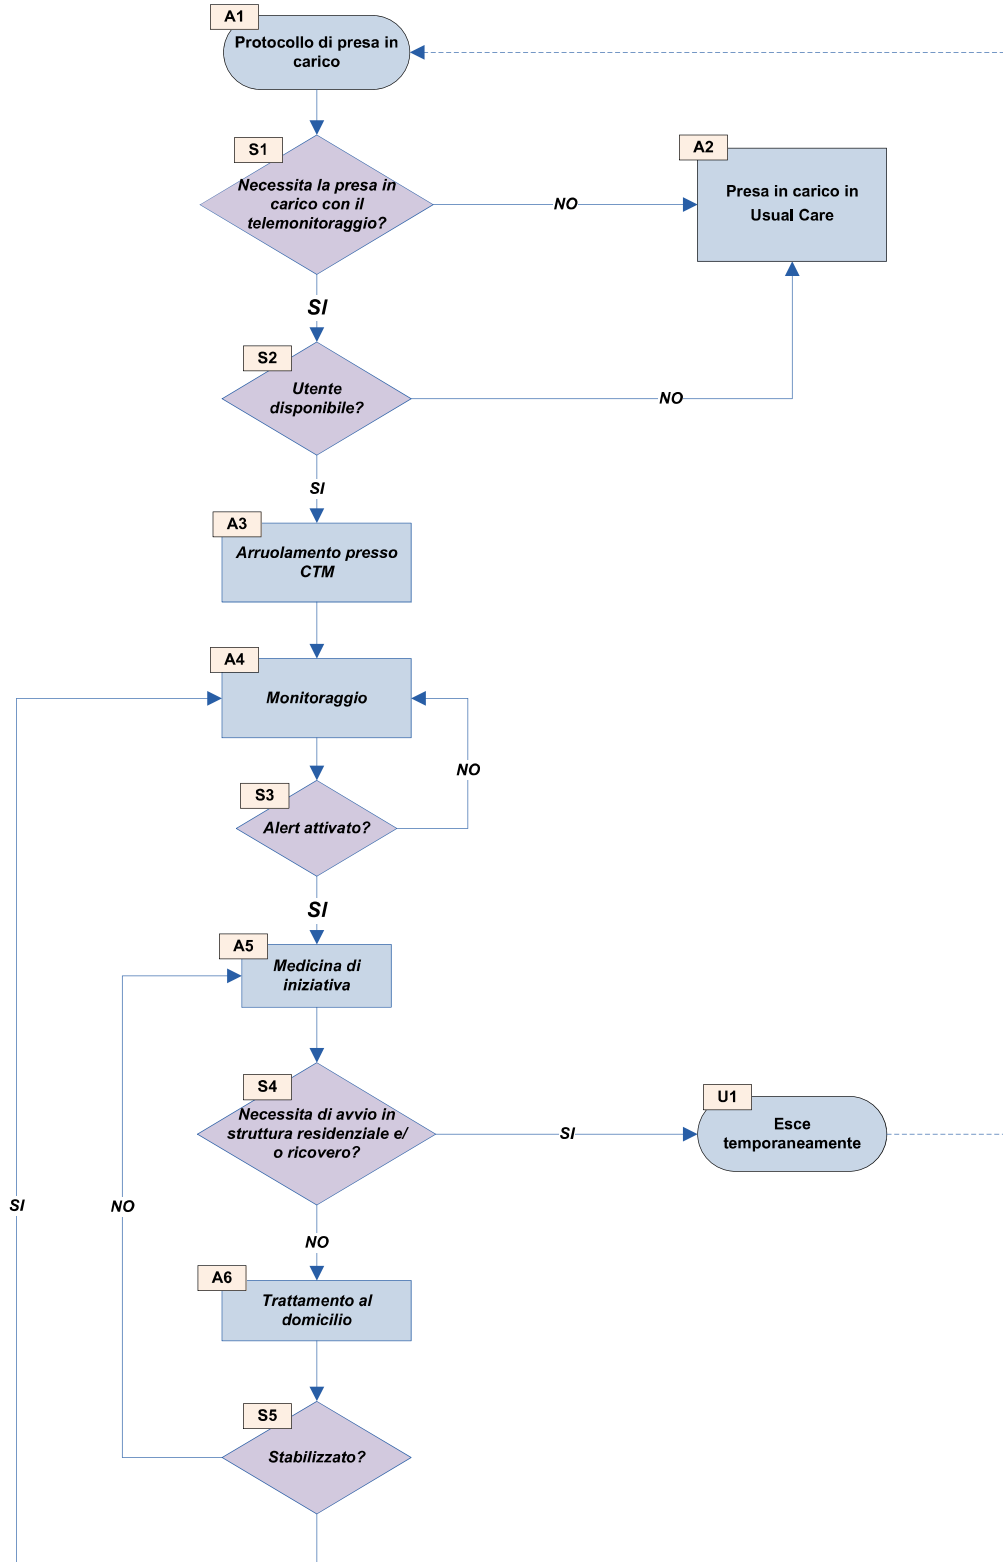 A1
Protocollo di presa in
carico
S1
Necessita la presa in
carico con il
telemonitoraggio?
NO
A2
Presa in carico in
Usual Care
SI
S2
Utente
disponibile?
NO
SI
A3
Arruolamento presso
CTM
A4
Monitoraggio
NO
S3
Alert attivato?
SI
A5
Medicina di
iniziativa
S4
Necessita di avvio in
struttura residenziale e/
o ricovero?
SI
U1
Esce
temporaneamente
SI
NO
NO
A6
Trattamento al
domicilio
S5
Stabilizzato?